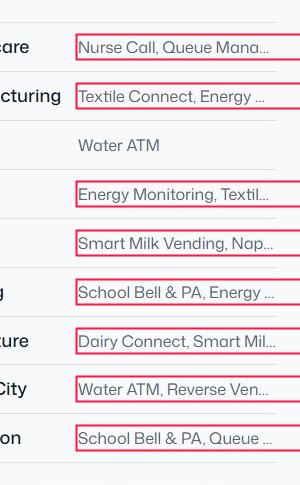 care Nurse Call, Queue Mana...
cturing Textile Connect, Energy ...
Water ATM
Energy Monitoring, Textil...
Smart Milk Vending, Nap...
g School Bell & PA, Energy ...
ture Dairy Connect, Smart Mil...
City Water ATM, Reverse Ven...
on School Bell & PA, Queue ...